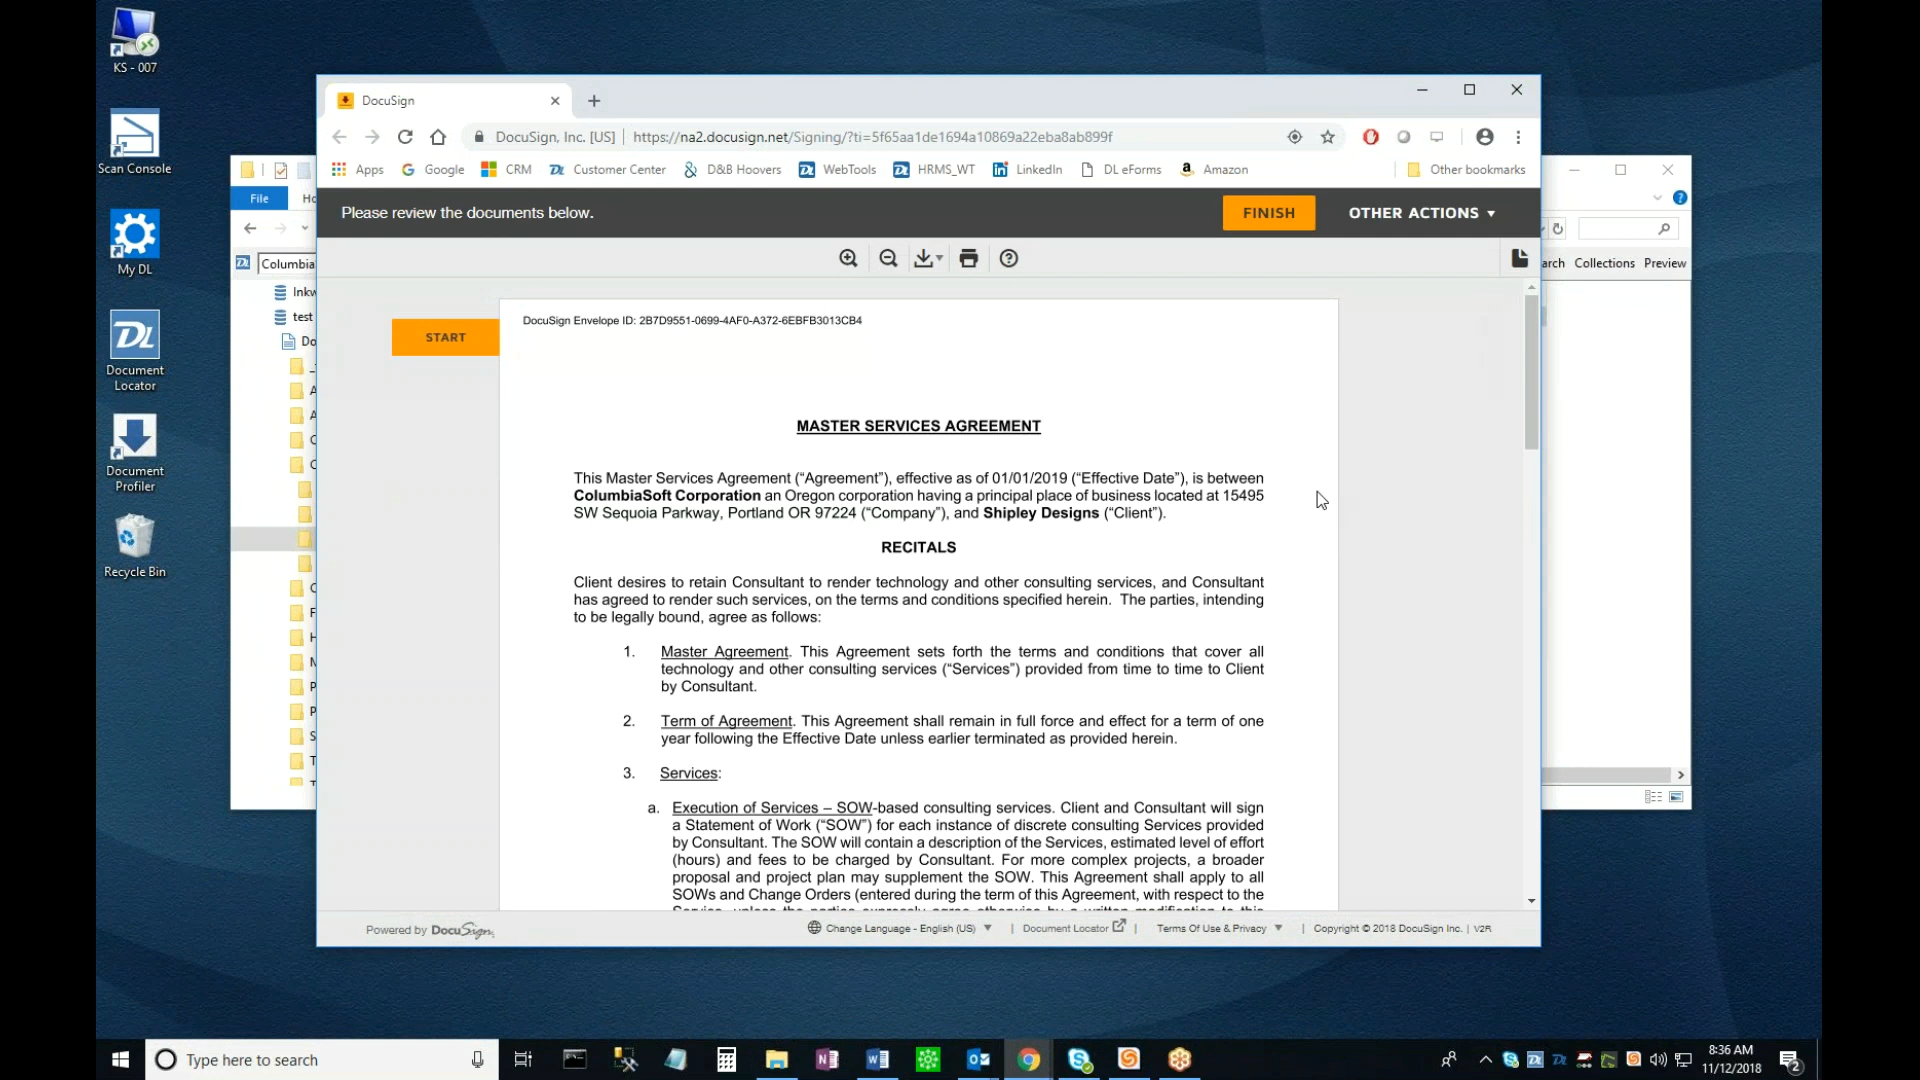 KS - 007
Scan Console
My DL
Document
Locator
Document
Profiler
Recycle Bin
File
Columbia
test
DocuSign
DocuSign, Inc. [US] | https://na2.docusign.net/Signing/?ti=5f65aa1de1694a10869a22eba8ab899f
Apps Google CRM Customer Center D&B Hoovers WebTools HRMS_WT LinkedIn DL eForms Amazon Other bookmarks
Please review the documents below.
FINISH
OTHER ACTIONS
Collections Preview
START
DocuSign Envelope ID: 2B7D9551-0699-4AF0-A372-6EBFB3013CB4
MASTER SERVICES AGREEMENT
This Master Services Agreement (“Agreement”), effective as of 01/01/2019 (“Effective Date”), is between
ColumbiaSoft Corporation an Oregon corporation having a principal place of business located at 15495
SW Sequoia Parkway, Portland OR 97224 (“Company”), and Shipley Designs (“Client”).
RECITALS
Client desires to retain Consultant to render technology and other consulting services, and Consultant
has agreed to render such services, on the terms and conditions specified herein. The parties, intending
to be legally bound, agree as follows:
1. Master Agreement. This Agreement sets forth the terms and conditions that cover all
technology and other consulting services (“Services”) provided from time to time to Client
by Consultant.
2. Term of Agreement. This Agreement shall remain in full force and effect for a term of one
year following the Effective Date unless earlier terminated as provided herein.
3. Services:
a. Execution of Services – SOW-based consulting services. Client and Consultant will sign
a Statement of Work (“SOW”) for each instance of discrete consulting Services provided
by Consultant. The SOW will contain a description of the Services, estimated level of effort
(hours) and fees to be charged by Consultant. For more complex projects, a broader
proposal and project plan may supplement the SOW. This Agreement shall apply to all
SOWs and Change Orders (entered during the term of this Agreement, with respect to the
Powered by DocuSign
Change Language - English (US) | Document Locator | Terms Of Use & Privacy | Copyright © 2018 DocuSign Inc. | V2R
Type here to search
8:36 AM
11/12/2018
2